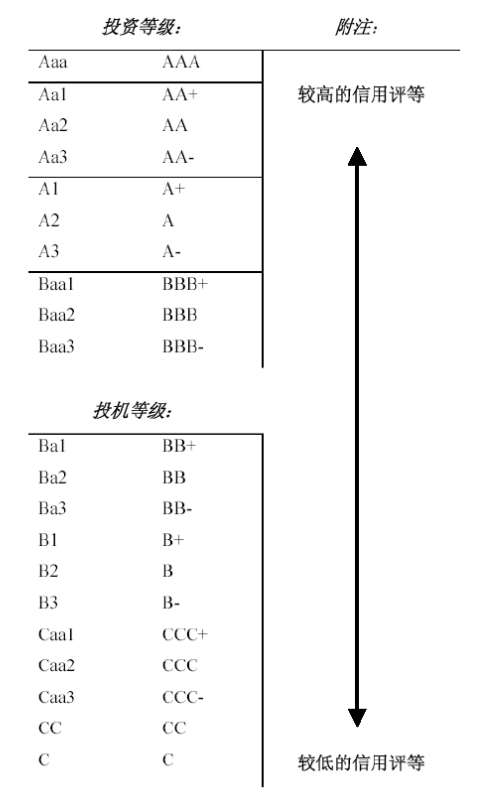 投资等级： 附注：
Aaa AAA
Aa1 AA+ 较高的信用评等
Aa2 AA
Aa3 AA-
A1 A+
A2 A
A3 A-
Baa1 BBB+
Baa2 BBB
Baa3 BBB-
投机等级：
Ba1 BB+
Ba2 BB
Ba3 BB-
B1 B+
B2 B
B3 B-
Caa1 CCC+
Caa2 CCC
Caa3 CCC-
CC CC
C C 较低的信用评等